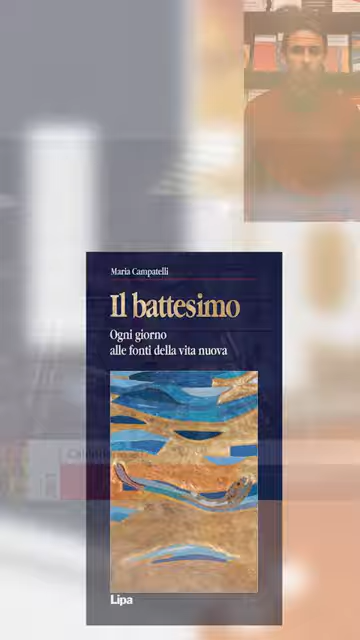 Maria Campatelli
Il battesimo
Ogni giorno
alle fonti della vita nuova
Lipa